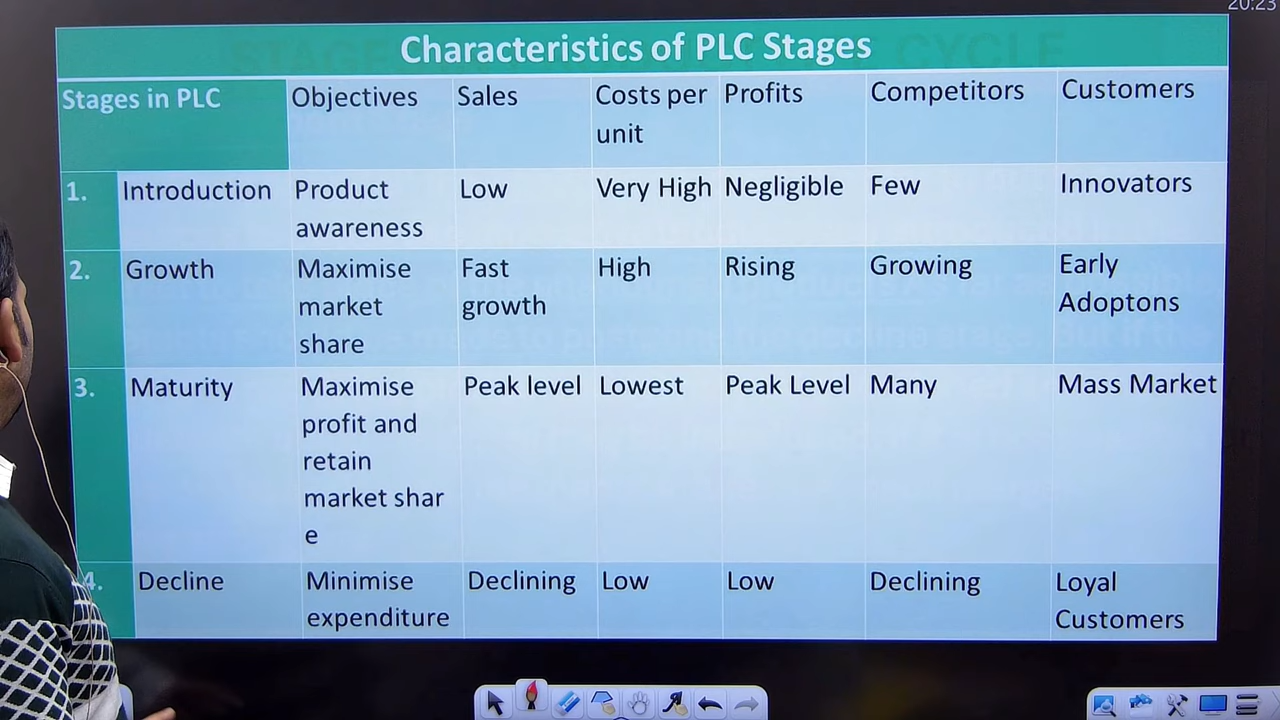 20:23
Characteristics of PLC Stages
Stages in PLC
Objectives
Sales
Costs per
unit
Profits
Competitors
Customers
1.
Introduction
Product
awareness
Low
Very High
Negligible
Few
Innovators
2.
Growth
Maximise
market
share
Fast
growth
High
Rising
Growing
Early
Adoptons
3.
Maturity
Maximise
profit and
retain
market shar
e
Peak level
Lowest
Peak Level
Many
Mass Market
4.
Decline
Minimise
expenditure
Declining
Low
Low
Declining
Loyal
Customers